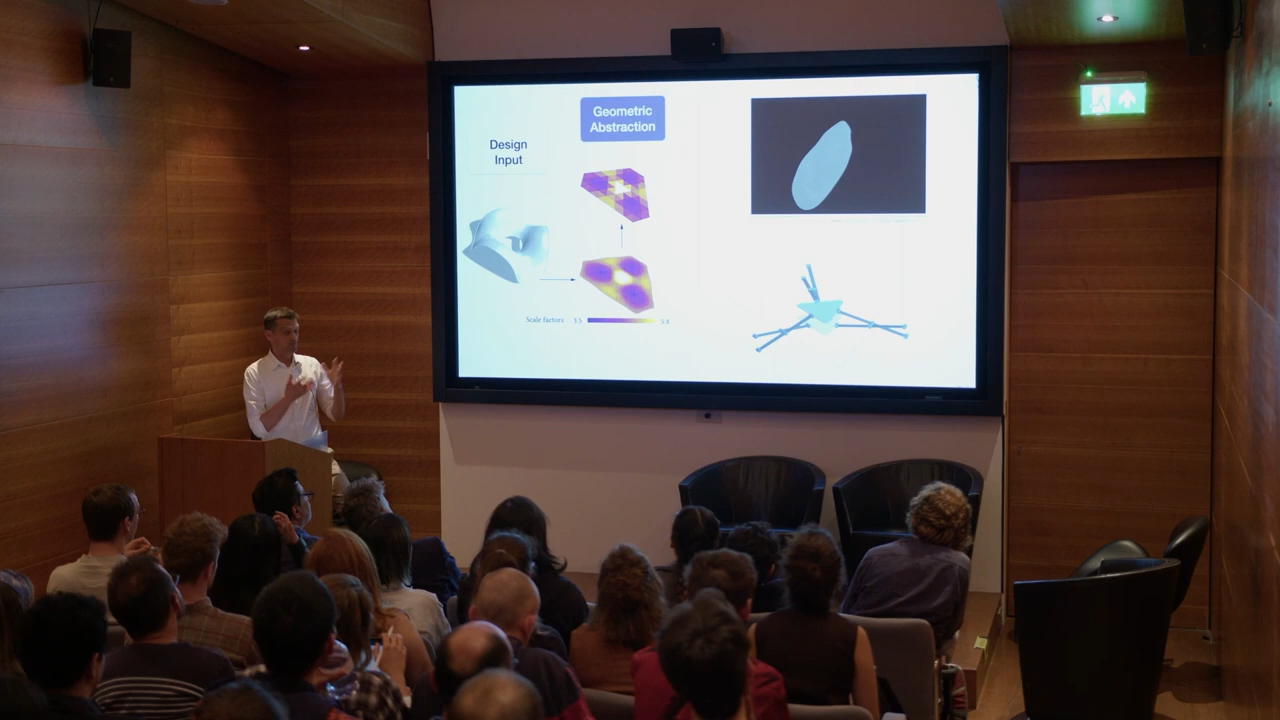 Design
Input
Geometric
Abstraction
Scale factors